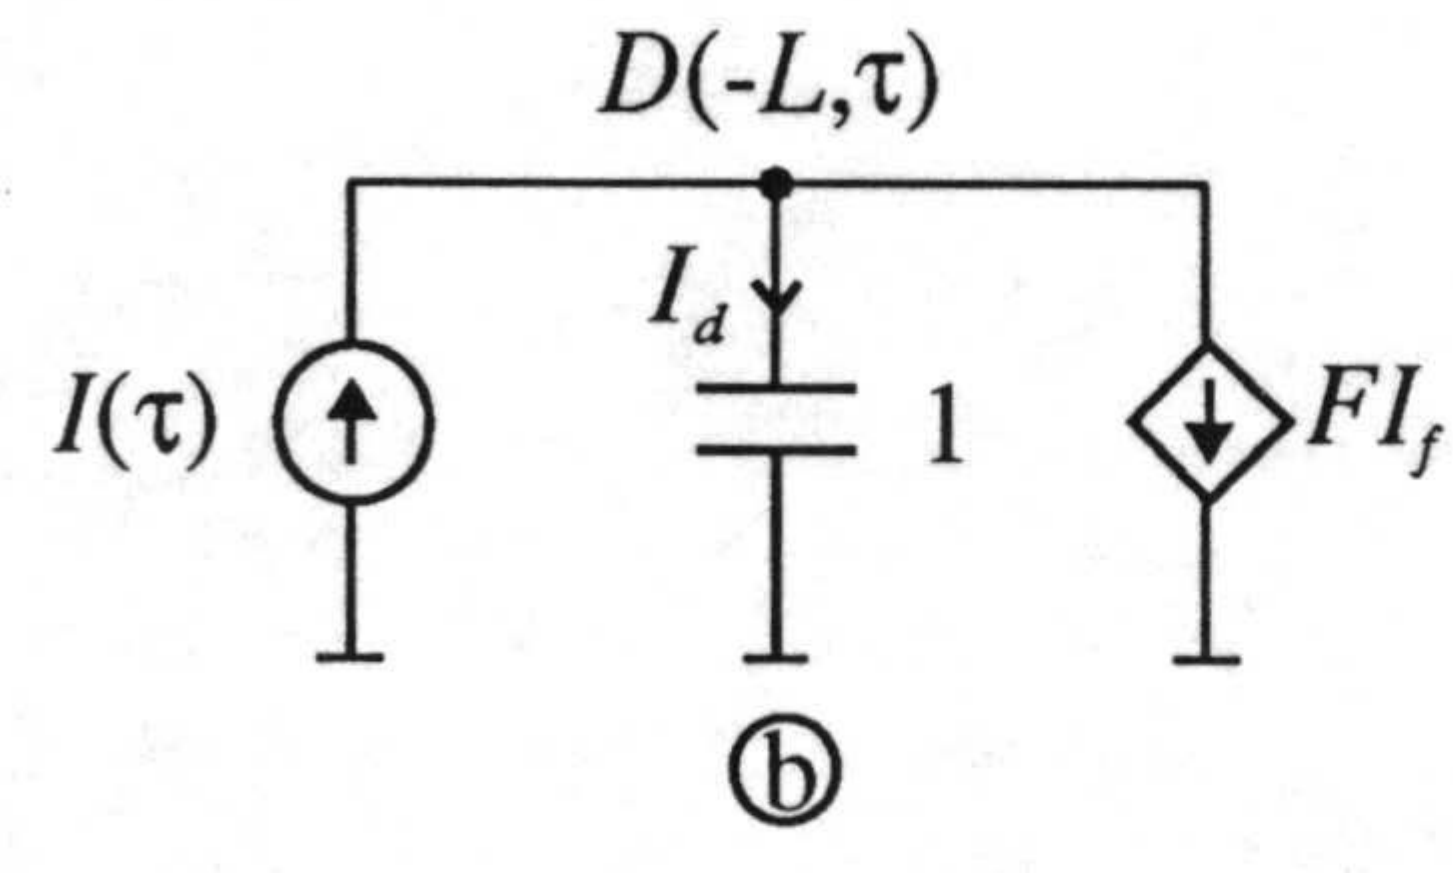 D(-L,τ)
I_d
I(τ)
1
FI_f
b